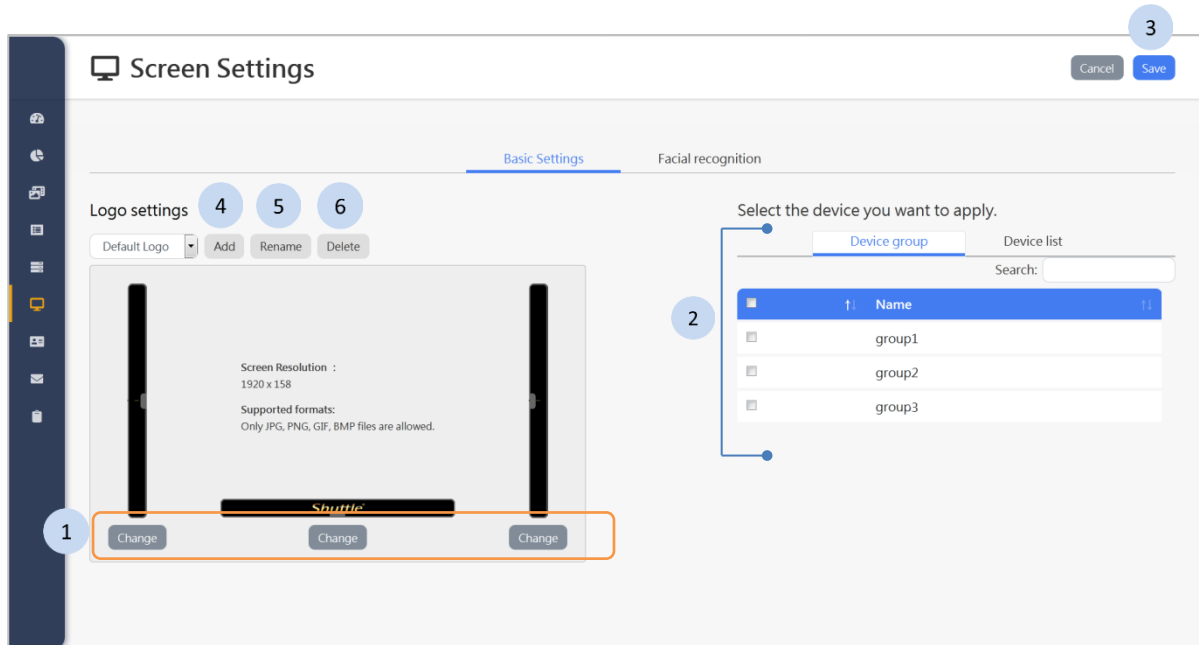 3
Screen Settings
Cancel
Save
Basic Settings
Facial recognition
Logo settings
4
5
6
Default Logo
Add
Rename
Delete
Screen Resolution :
1920 x 158
Supported formats:
Only JPG, PNG, GIF, BMP files are allowed.
Shuttle
1
Change
Change
Change
Select the device you want to apply.
Device group
Device list
Search:
2
Name
group1
group2
group3